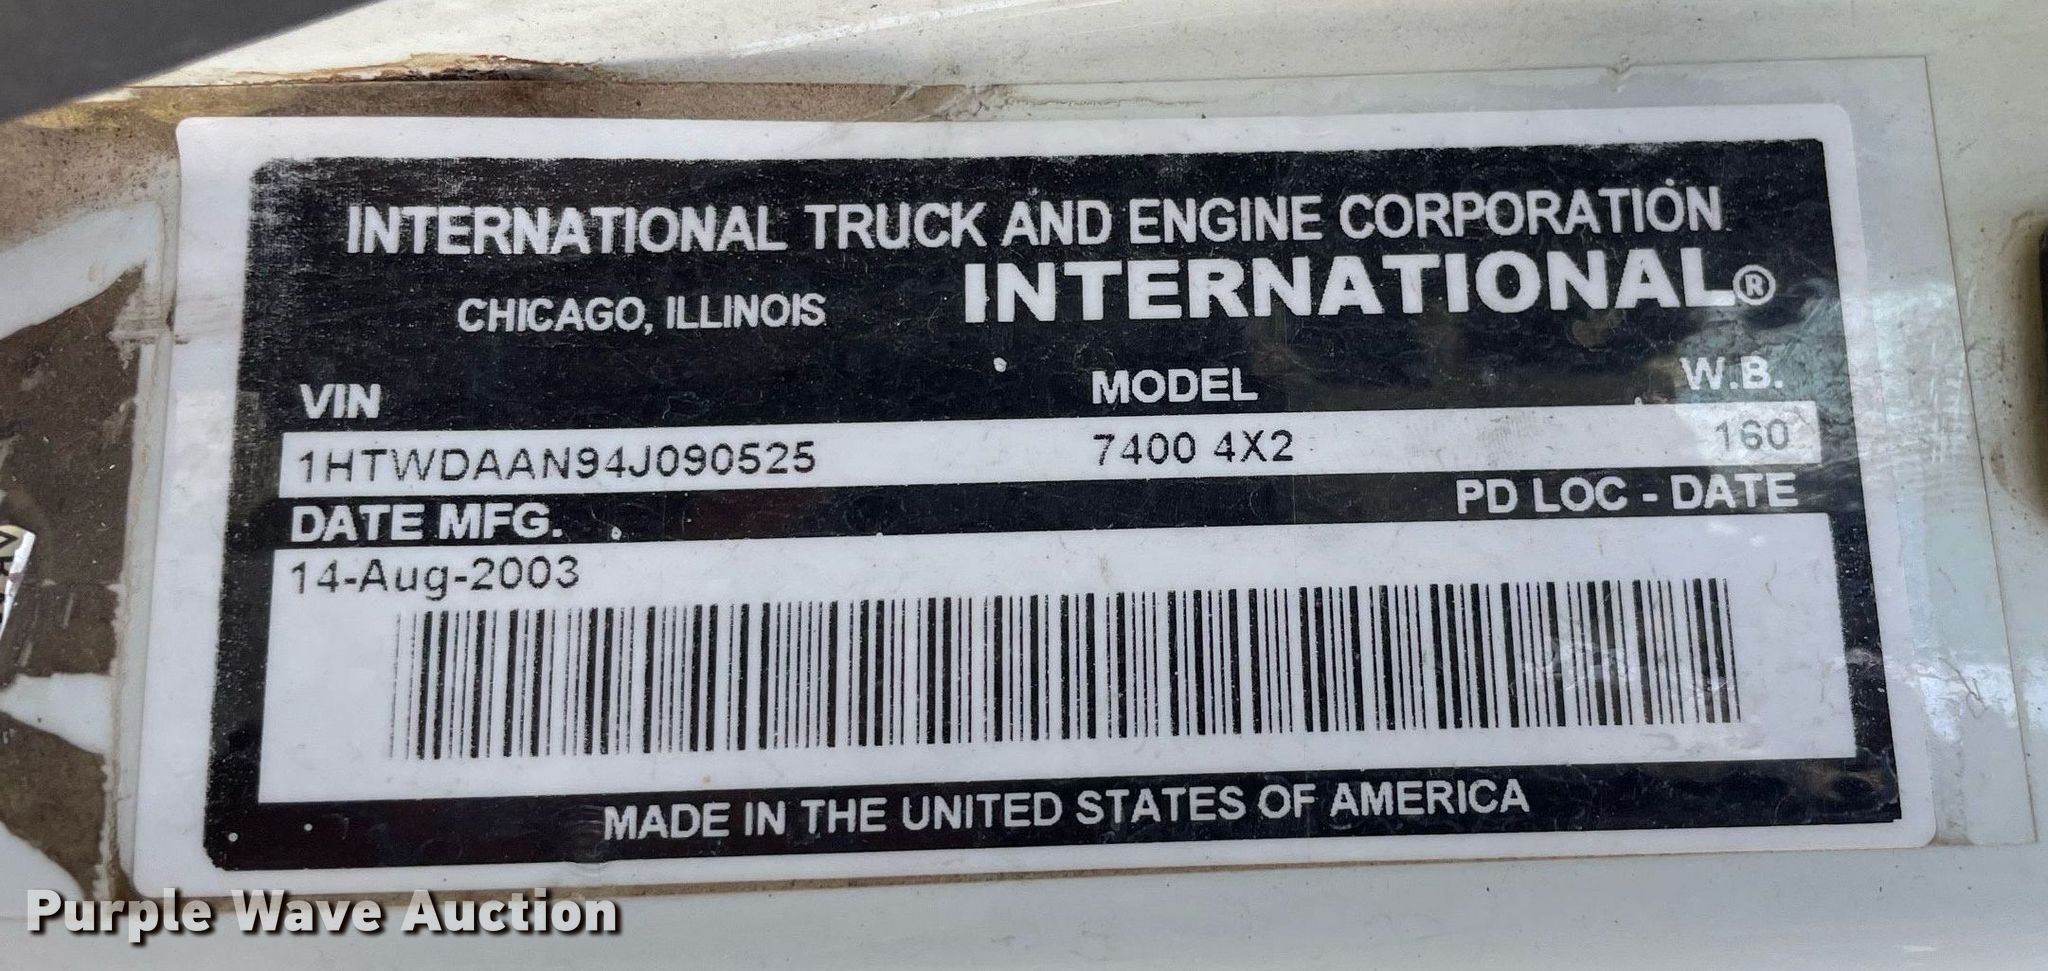 INTERNATIONAL TRUCK AND ENGINE CORPORATION
CHICAGO, ILLINOIS INTERNATIONAL®
VIN MODEL W.B.
1HTWDAAN94J090525 7400 4X2 160
DATE MFG. PD LOC - DATE
14-Aug-2003
MADE IN THE UNITED STATES OF AMERICA
Purple Wave Auction